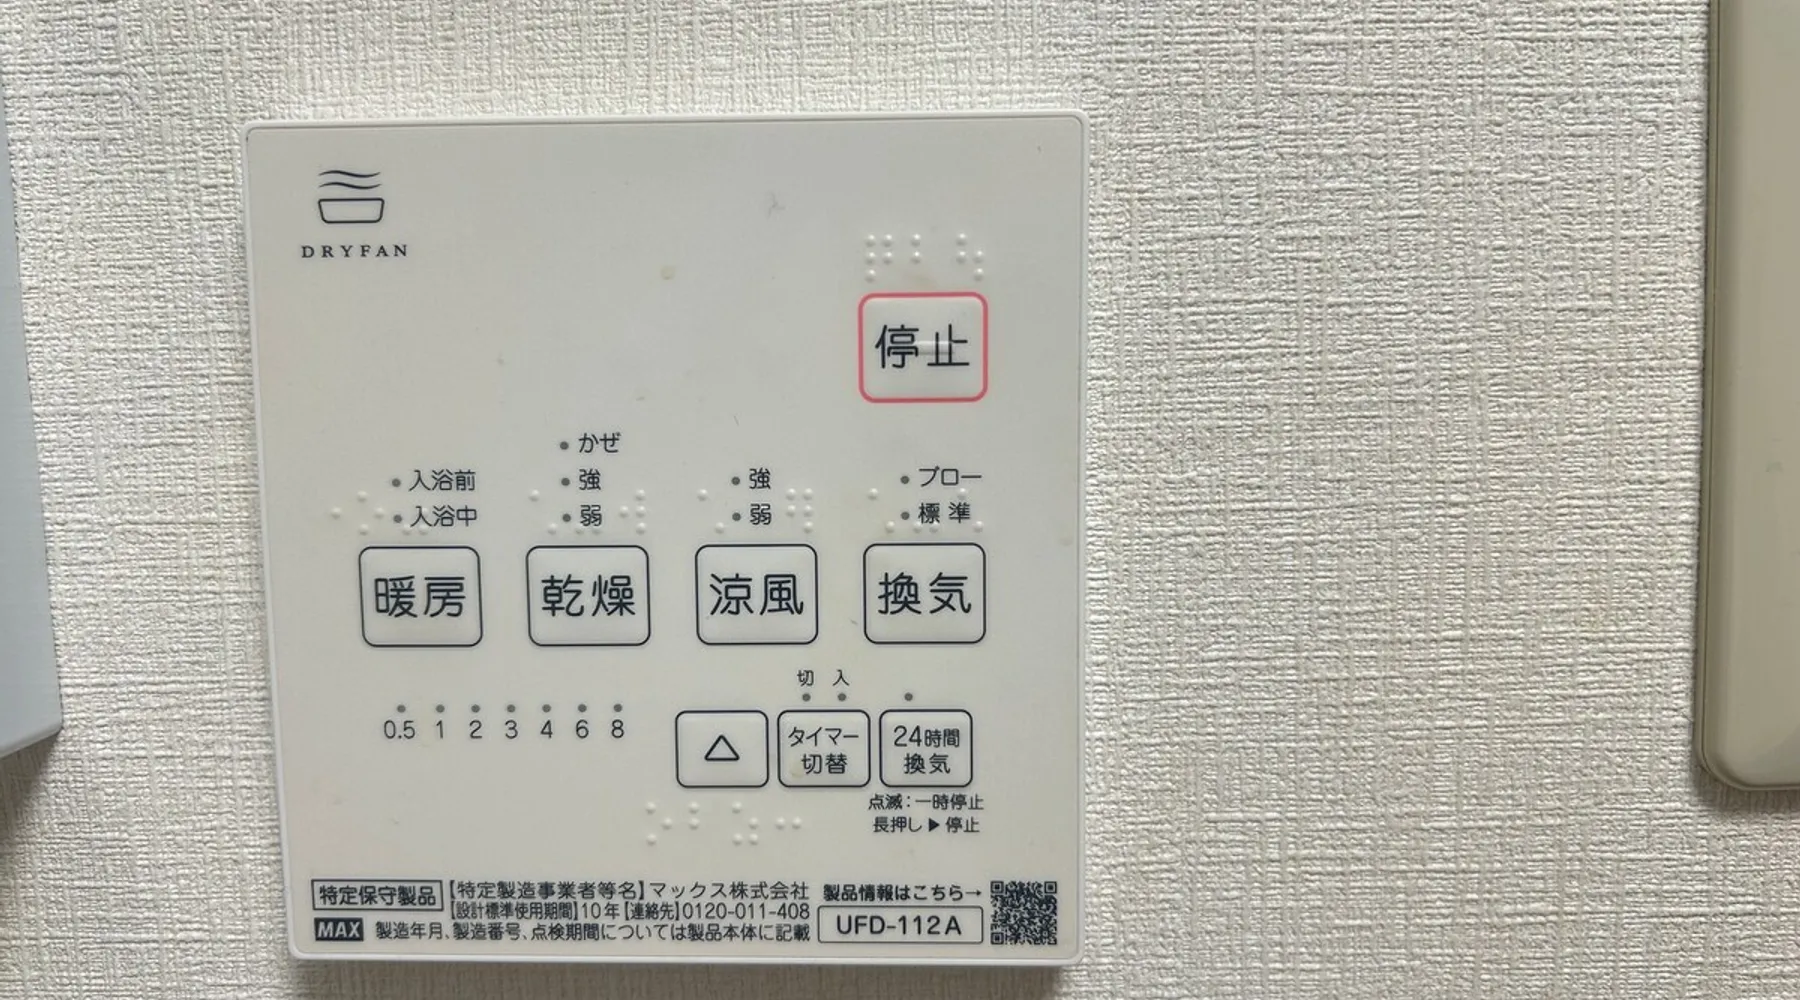 DRYFAN
停止
かぜ
入浴前 強 強 ブロー
入浴中 弱 弱 標準
暖房 乾燥 涼風 換気
切 入
0.5 1 2 3 4 6 8
△ タイマー切替 24時間換気
点滅:一時停止
長押し▶停止
特定保守製品 【特定製造事業者等名】マックス株式会社 製品情報はこちら→
【設計標準使用期間】10年【連絡先】0120-011-408
MAX 製造年月、製造番号、点検期間については製品本体に記載 UFD-112A